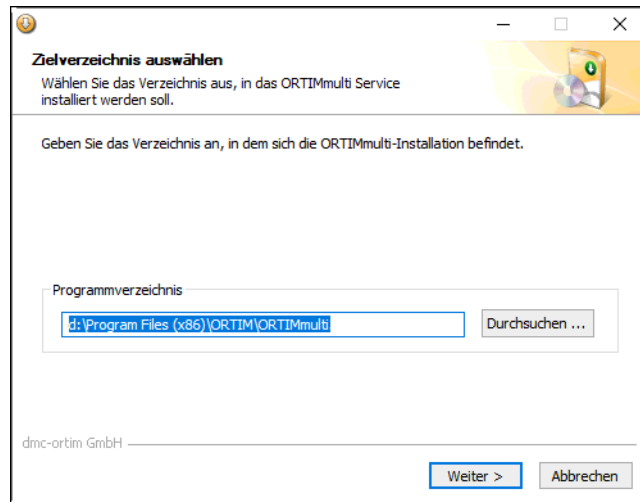 Zielverzeichnis auswählen
Wählen Sie das Verzeichnis aus, in das ORTIMmulti Service
installiert werden soll.
Geben Sie das Verzeichnis an, in dem sich die ORTIMmulti-Installation befindet.
Programmverzeichnis
d:\Program Files (x86)\ORTIM\ORTIMmulti
Durchsuchen ...
dmc-ortim GmbH
Weiter >
Abbrechen